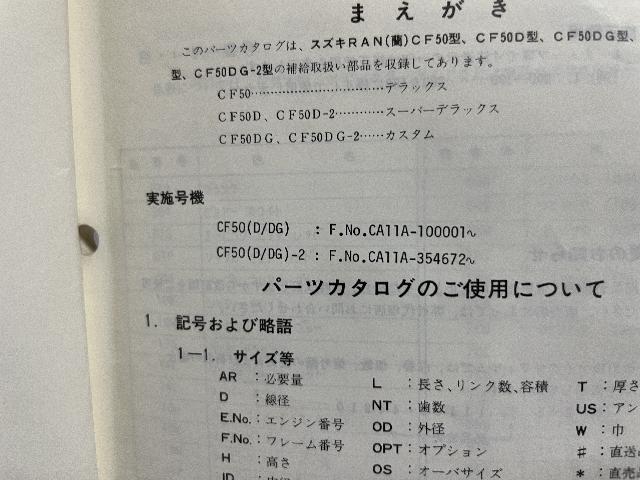 まえがき
このパーツカタログは、スズキRAN(蘭)CF50型、CF50D型、CF50DG型、
型、CF50DG-2型の補給取扱い部品を収録してあります。
CF50……………………………デラックス
CF50D、CF50D-2…………スーパーデラックス
CF50DG、CF50DG-2……カスタム
実施号機
CF50(D/DG) : F.No.CA11A-100001~
CF50(D/DG)-2 : F.No.CA11A-354672~
パーツカタログのご使用について
1. 記号および略語
1-1. サイズ等
AR : 必要量 L : 長さ、リンク数、容積 T : 厚さ
D : 線径 NT : 歯数 US : アン
E.No. : エンジン番号 OD : 外径 W : 巾
F.No. : フレーム番号 OPT : オプション # : 直送
H : 高さ OS : オーバサイズ * : 直売
ID